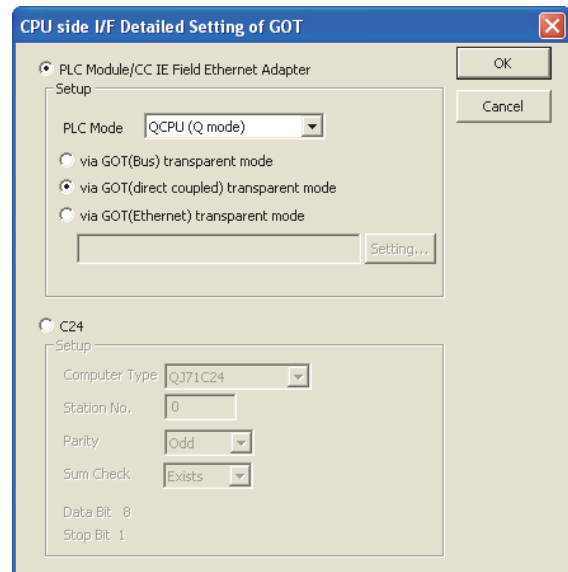 CPU side I/F Detailed Setting of GOT
PLC Module/CC IE Field Ethernet Adapter
OK
Setup
Cancel
PLC Mode QCPU (Q mode)
via GOT(Bus) transparent mode
via GOT(direct coupled) transparent mode
via GOT(Ethernet) transparent mode
Setting...
C24
Setup
Computer Type QJ71C24
Station No. 0
Parity Odd
Sum Check Exists
Data Bit 8
Stop Bit 1